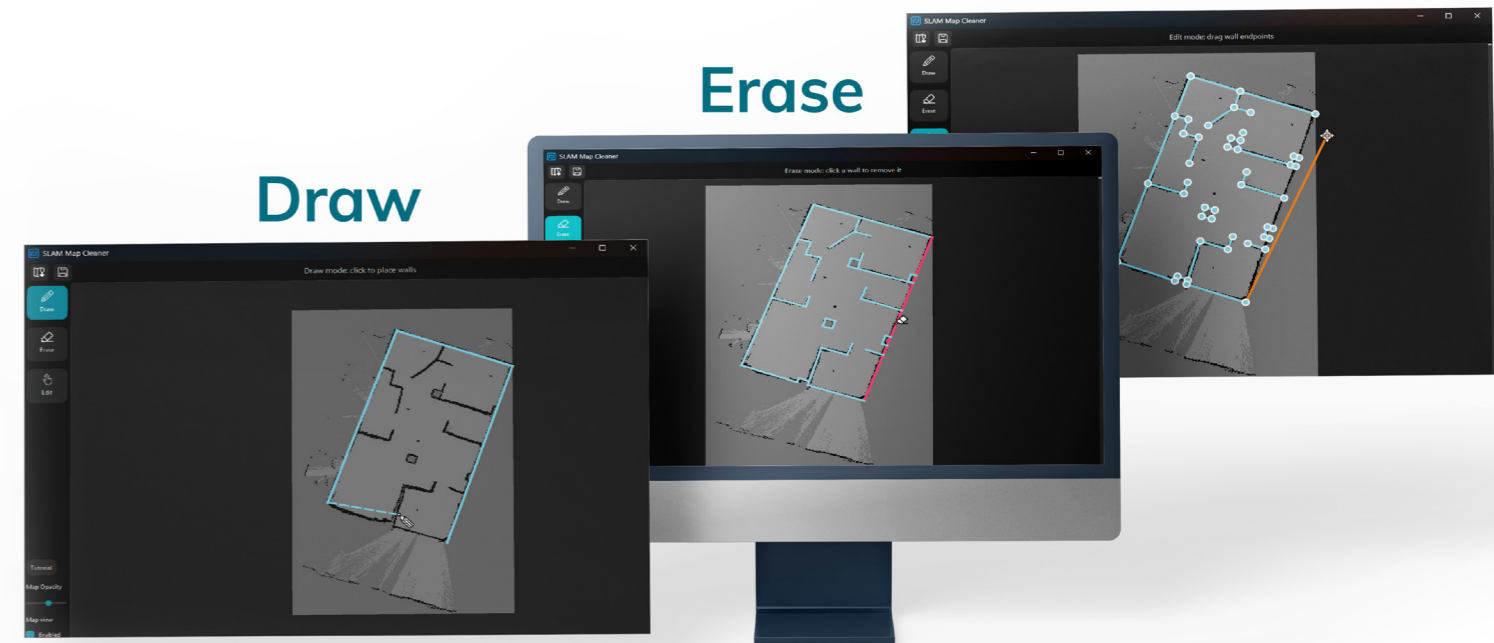 Draw
Erase
SLAM Map Cleaner
Draw mode: click to place walls
Draw
Erase
Edit
Tutorial
Map Opacity
Map view
Enabled
SLAM Map Cleaner
Erase mode: click a wall to remove it
Draw
Erase
SLAM Map Cleaner
Edit mode: drag wall endpoints
Draw
Erase